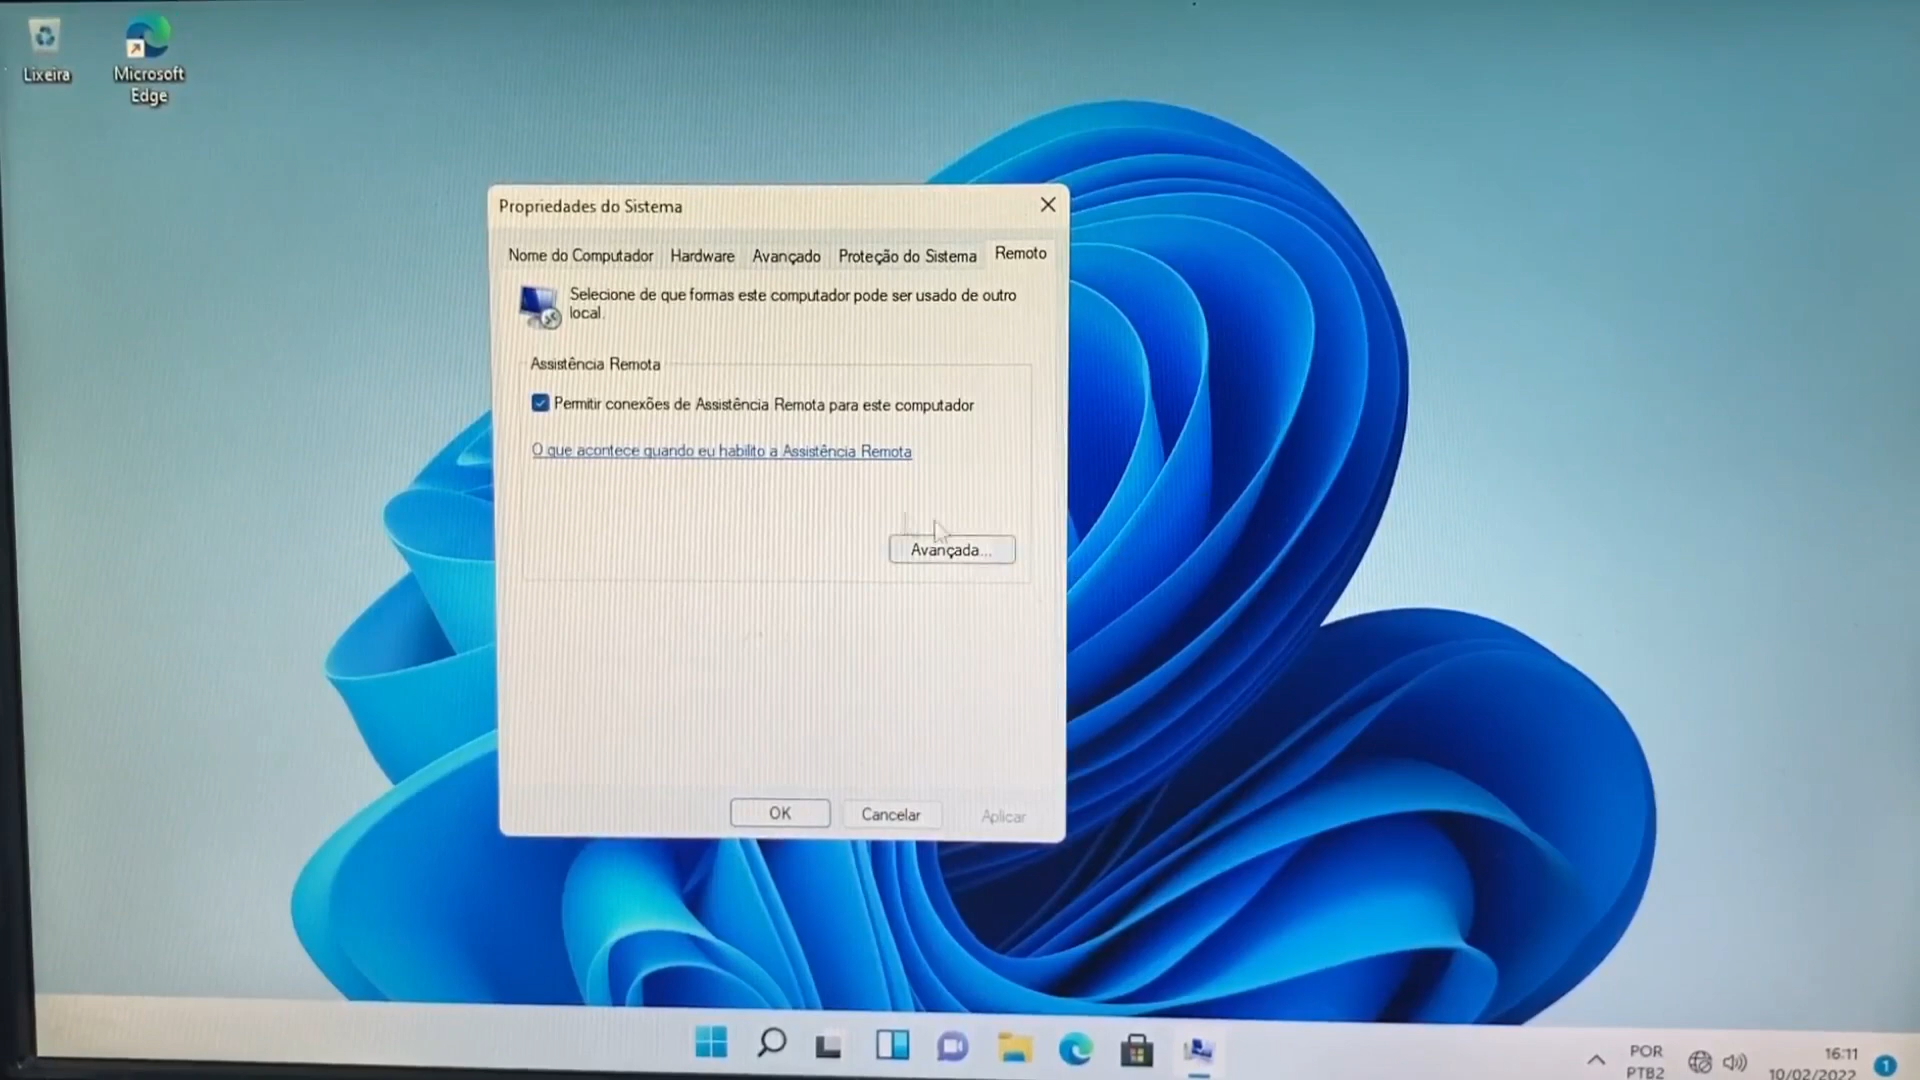 Lixeira
Microsoft
Edge
Propriedades do Sistema
Nome do Computador
Hardware
Avançado
Proteção do Sistema
Remoto
Selecione de que formas este computador pode ser usado de outro
local.
Assistência Remota
Permitir conexões de Assistência Remota para este computador
O que acontece quando eu habilito a Assistência Remota
Avançada...
OK
Cancelar
Aplicar
POR
PTB2
16:11
10/02/2022
1